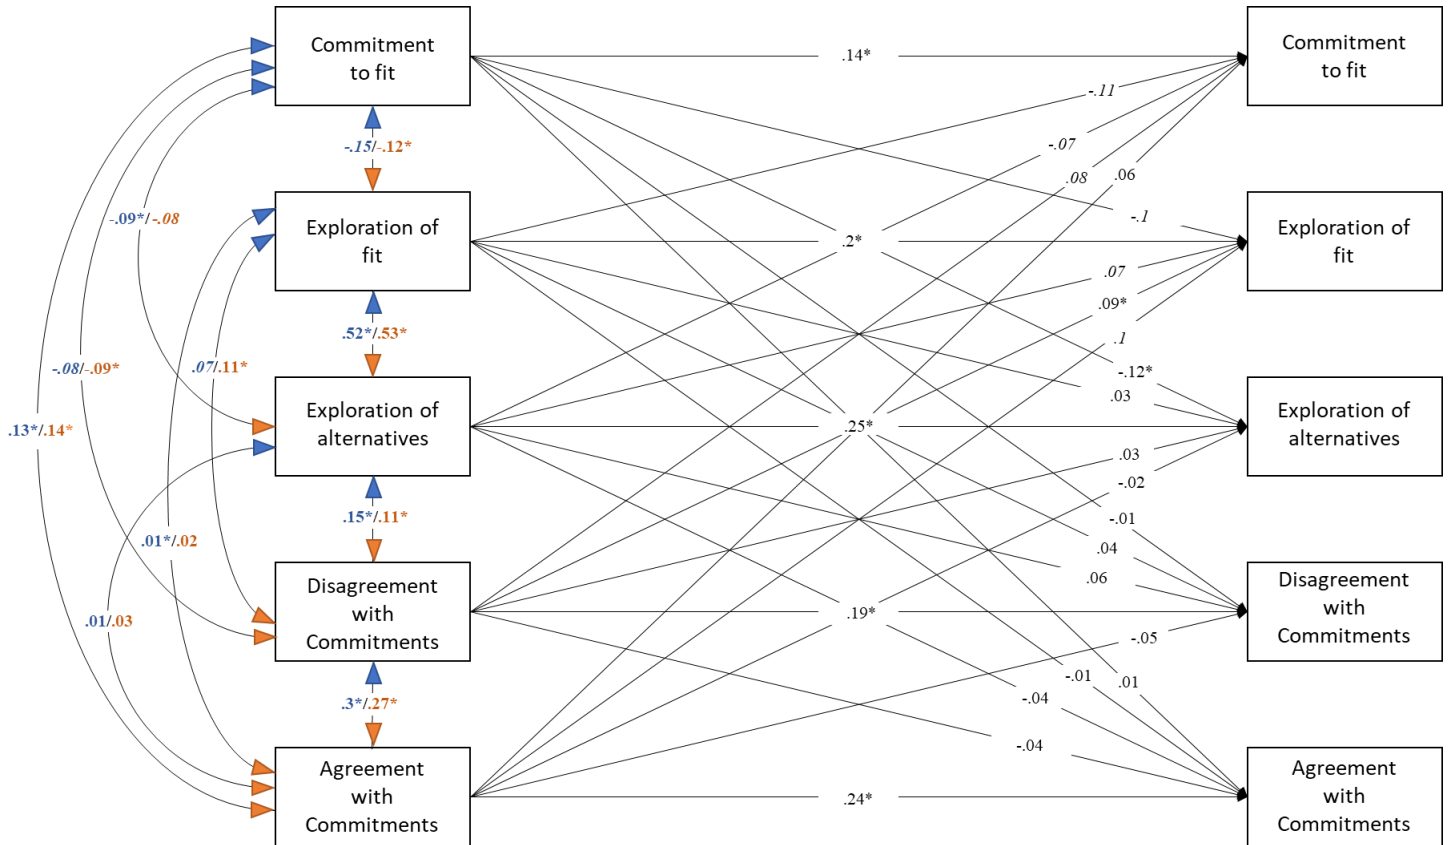 Commitment
to fit
.14*
Commitment
to fit
-.11
-.15/-.12*
-.07
.08
.06
-.09*/-.08
Exploration of
fit
.2*
-.1
Exploration of
fit
.07
.09*
.52*/.53*
.1
-.08/-.09*
.07/.11*
-.12*
.03
Exploration of
alternatives
.25*
Exploration of
alternatives
.13*/.14*
.03
-.02
.15*/.11*
-.01
.01*/.02
.04
.06
Disagreement
with
Commitments
.19*
Disagreement
with
Commitments
.01/.03
-.05
-.01
.01
-.04
.3*/.27*
-.04
Agreement
with
Commitments
.24*
Agreement
with
Commitments